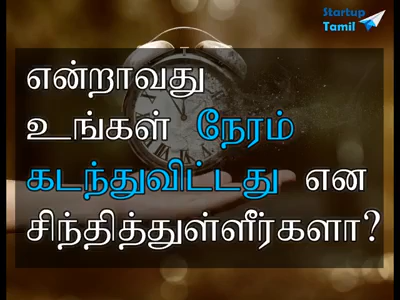 Startup
Tamil
என்றாவது
உங்கள் நேரம்
கடந்துவிட்டது என
சிந்தித்துள்ளீர்களா?